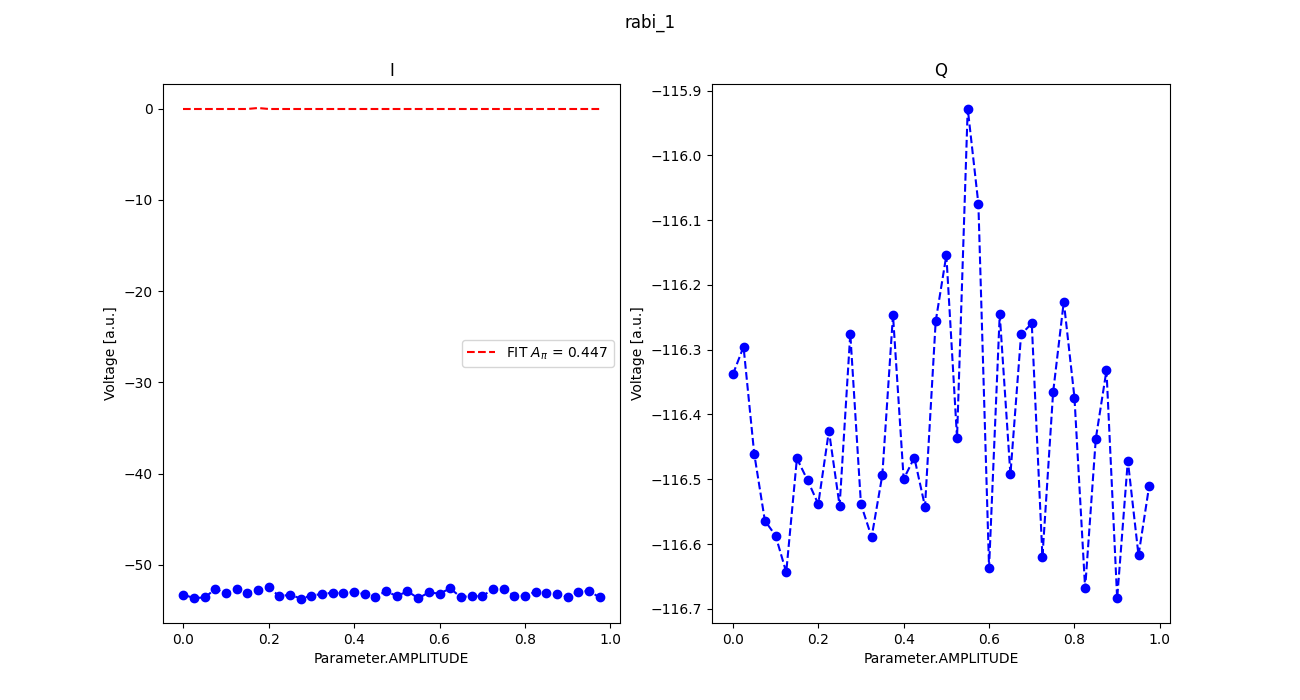 rabi_1
I
Voltage [a.u.]
0
−10
−20
−30
−40
−50
FIT Aπ = 0.447
0.0 0.2 0.4 0.6 0.8 1.0
Parameter.AMPLITUDE
Q
Voltage [a.u.]
−115.9
−116.0
−116.1
−116.2
−116.3
−116.4
−116.5
−116.6
−116.7
0.0 0.2 0.4 0.6 0.8 1.0
Parameter.AMPLITUDE